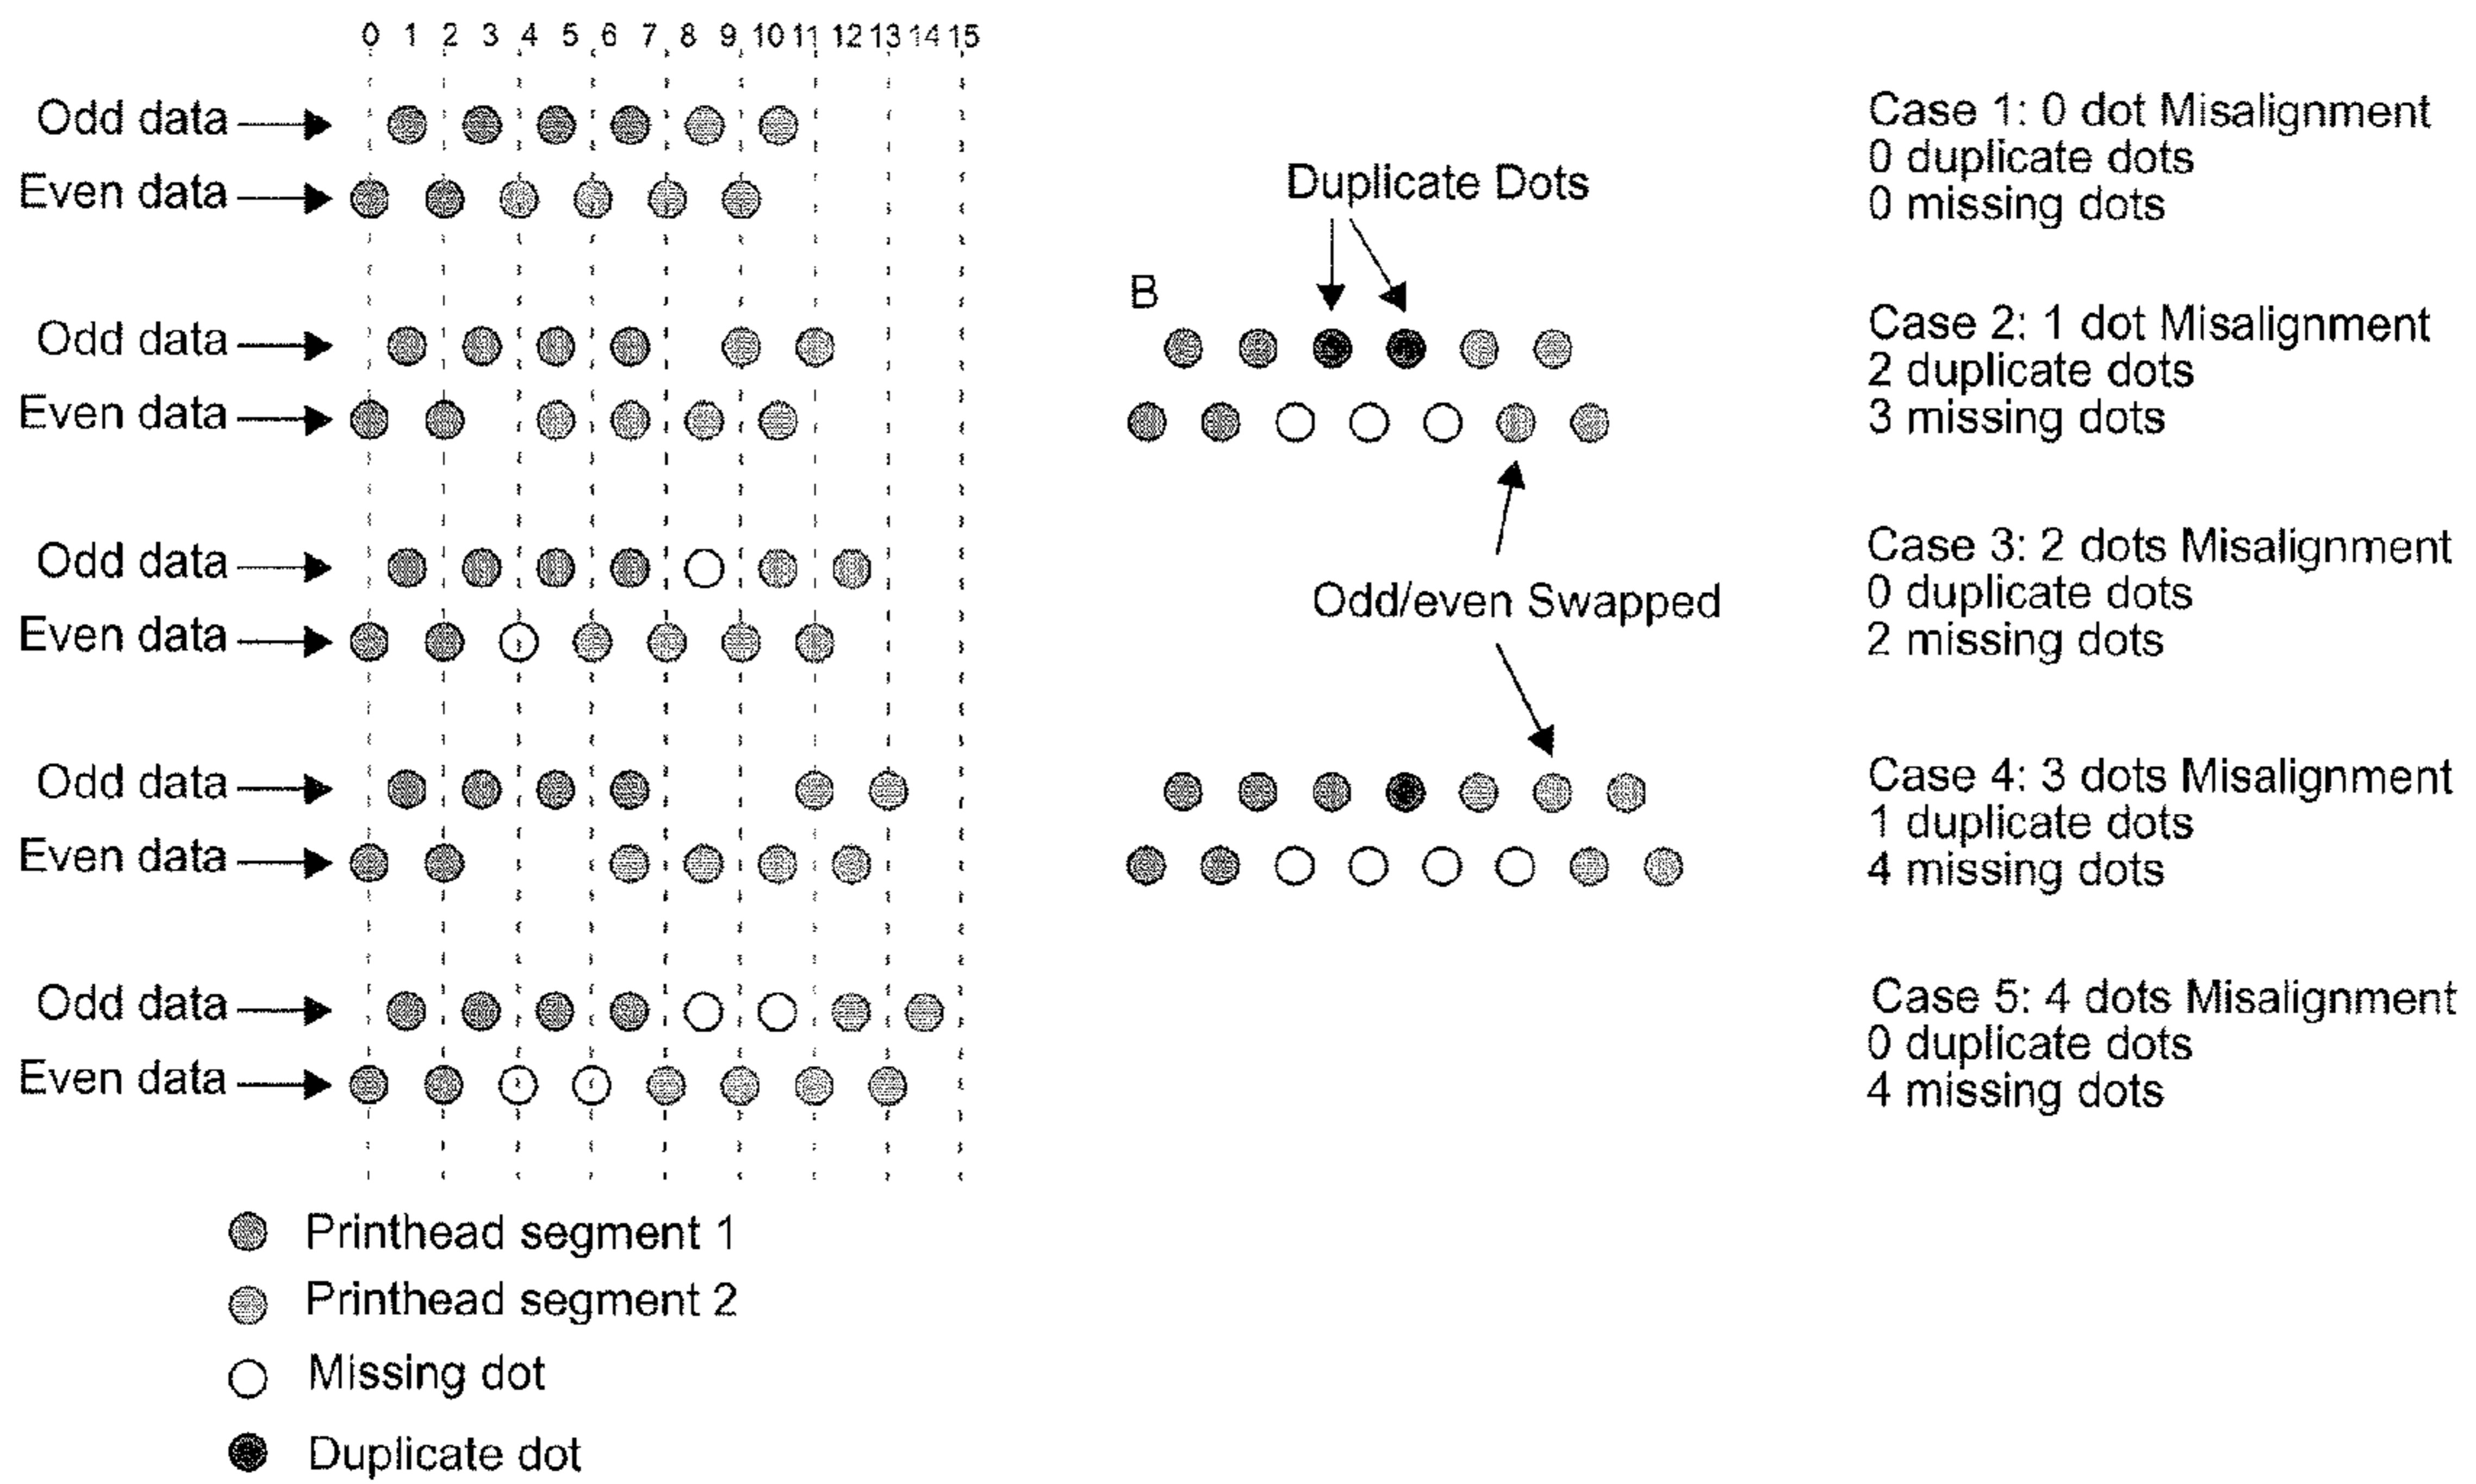 0 1 2 3 4 5 6 7 8 9 10 11 12 13 14 15
Odd data
Even data
Case 1: 0 dot Misalignment
0 duplicate dots
0 missing dots
Duplicate Dots
B
Odd data
Even data
Case 2: 1 dot Misalignment
2 duplicate dots
3 missing dots
Odd data
Even data
Odd/even Swapped
Case 3: 2 dots Misalignment
0 duplicate dots
2 missing dots
Odd data
Even data
Case 4: 3 dots Misalignment
1 duplicate dots
4 missing dots
Odd data
Even data
Case 5: 4 dots Misalignment
0 duplicate dots
4 missing dots
Printhead segment 1
Printhead segment 2
Missing dot
Duplicate dot